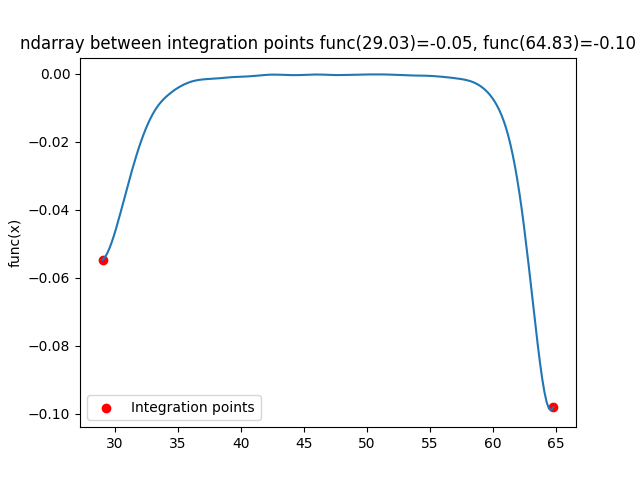 ndarray between integration points func(29.03)=-0.05, func(64.83)=-0.10
func(x)
0.00
−0.02
−0.04
−0.06
−0.08
−0.10
Integration points
30 35 40 45 50 55 60 65